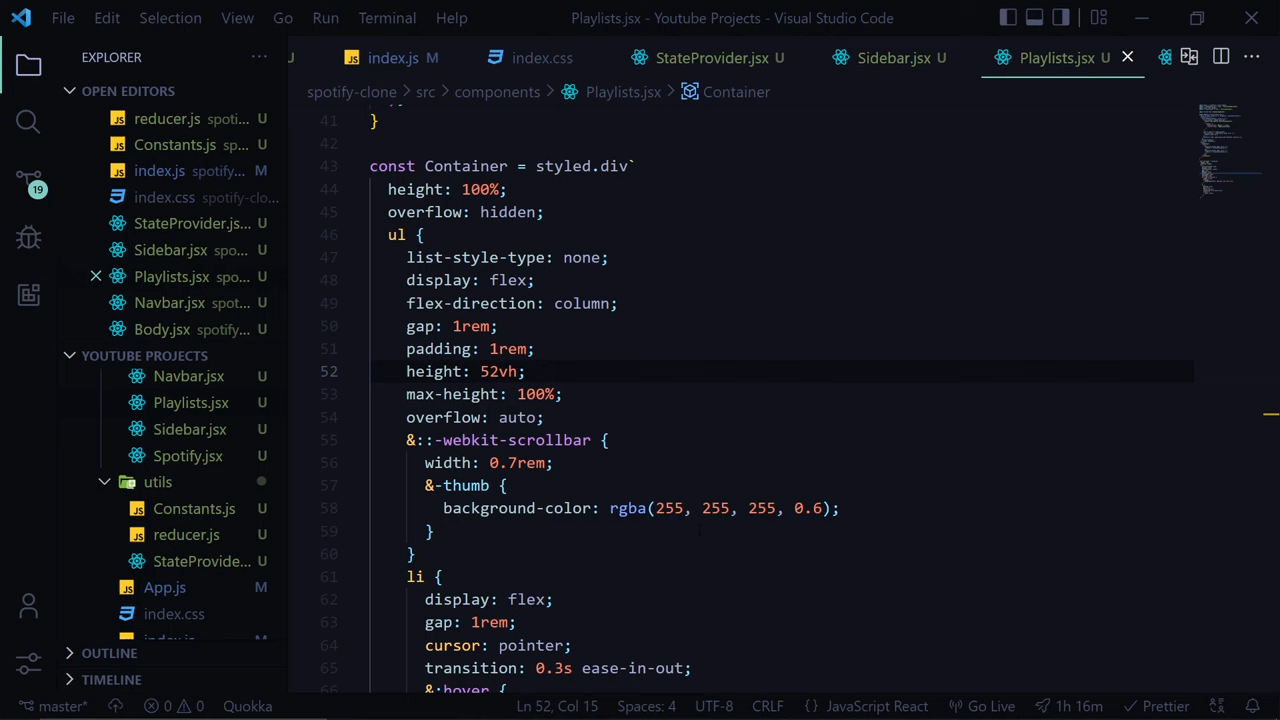 File Edit Selection View Go Run Terminal Help Playlists.jsx - Youtube Projects - Visual Studio Code
EXPLORER
U index.js M index.css StateProvider.jsx U Sidebar.jsx U Playlists.jsx U
spotify-clone > src > components > Playlists.jsx > Container
OPEN EDITORS
reducer.js spoti... U
Constants.js sp... U
index.js spotify... M
index.css spotify-clo...
StateProvider.js... U
Sidebar.jsx spo... U
Playlists.jsx spo... U
Navbar.jsx spot... U
Body.jsx spotify... U
YOUTUBE PROJECTS
Navbar.jsx U
Playlists.jsx U
Sidebar.jsx U
Spotify.jsx U
utils
Constants.js U
reducer.js U
StateProvide... U
App.js M
index.css
OUTLINE
TIMELINE
19
41 }
42
43 const Container = styled.div`
44 height: 100%;
45 overflow: hidden;
46 ul {
47 list-style-type: none;
48 display: flex;
49 flex-direction: column;
50 gap: 1rem;
51 padding: 1rem;
52 height: 52vh;
53 max-height: 100%;
54 overflow: auto;
55 &::-webkit-scrollbar {
56 width: 0.7rem;
57 &-thumb {
58 background-color: rgba(255, 255, 255, 0.6);
59 }
60 }
61 li {
62 display: flex;
63 gap: 1rem;
64 cursor: pointer;
65 transition: 0.3s ease-in-out;
66 &:hover {
master* 0 0 Quokka Ln 52, Col 15 Spaces: 4 UTF-8 CRLF {} JavaScript React Go Live 1h 16m Prettier